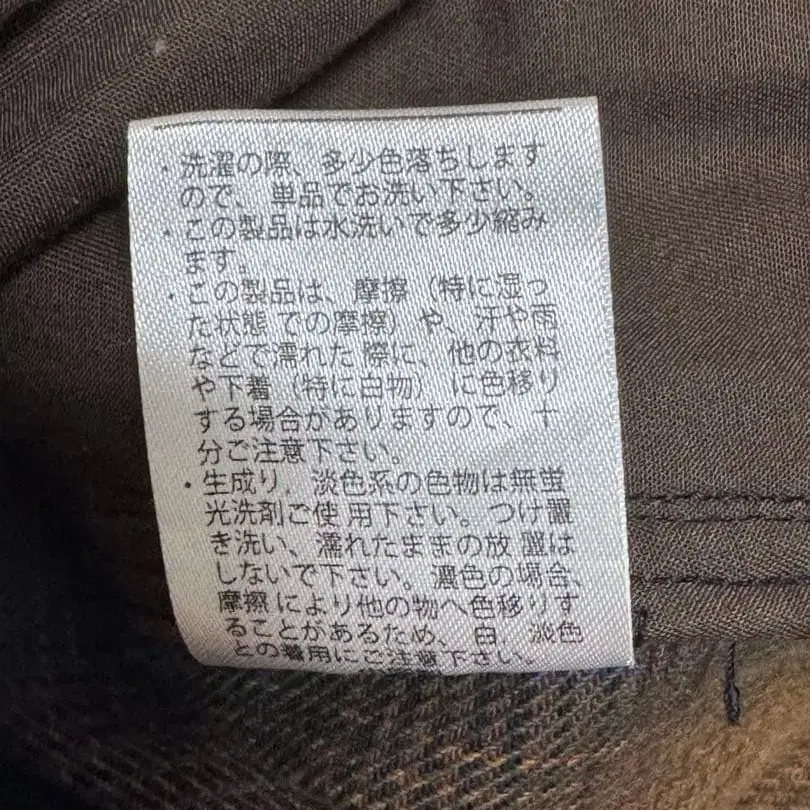 ・洗濯の際、多少色落ちします
ので、単品でお洗い下さい。
・この製品は水洗いで多少縮み
ます。
・この製品は、摩擦（特に湿っ
た状態での摩擦）や、汗や雨
などで濡れた際に、他の衣料
や下着（特に白物）に色移り
する場合がありますので、十
分ご注意下さい。
・生成り，淡色系の色物は無蛍
光洗剤ご使用下さい。つけ置
き洗い、濡れたままの放置は
しないで下さい。濃色の場合、
摩擦により他の物へ色移りす
ることがあるため、白，淡色
との着用にご注意下さい。